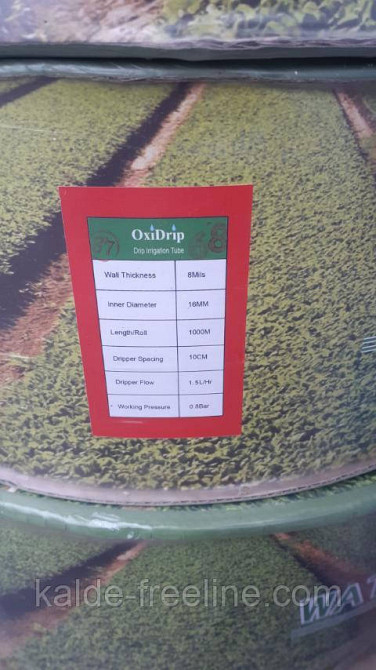 OxiDrip
Drip Irrigation Tube
Wall Thickness 8Mils
Inner Diameter 16MM
Length/Roll 1000M
Dripper Spacing 10CM
Dripper Flow 1.5L/Hr
* Working Pressure 0.8Bar
kalde-freeline.com/